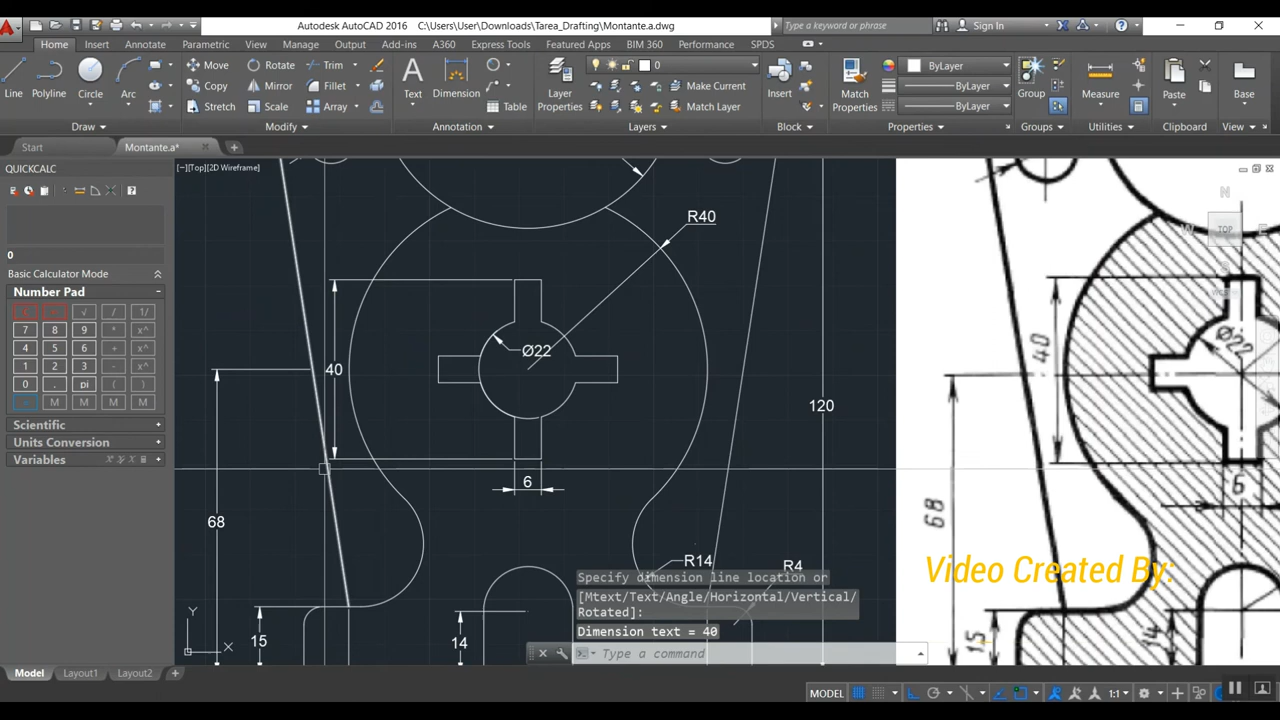 Autodesk AutoCAD 2016 C:\Users\User\Downloads\Tarea_Drafting\Montante.a.dwg
Type a keyword or phrase
Sign In
Home Insert Annotate Parametric View Manage Output Add-ins A360 Express Tools Featured Apps BIM 360 Performance SPDS
Line Polyline Circle Arc
Move Rotate Trim
Copy Mirror Fillet
Stretch Scale Array
Text Dimension Table
Layer Properties
0
Make Current
Match Layer
Insert
Match Properties
ByLayer
ByLayer
ByLayer
Group
Measure
Paste
Base
Draw Modify Annotation Layers Block Properties Groups Utilities Clipboard View
Start Montante.a*
QUICKCALC
[−][Top][2D Wireframe]
0
Basic Calculator Mode
Number Pad
( √ / 1/
7 8 9 * x^
4 5 6 + x^
1 2 3 - x^
0 . pi ( )
= M M M M
Scientific
Units Conversion
Variables
R40
Ø22
40
120
6
68
R14
R4
15
14
N
W TOP E
S
40
Ø22
6
68
15
14
Video Created By:
Specify dimension line location or
[Mtext/Text/Angle/Horizontal/Vertical/
Rotated]:
Dimension text = 40
Type a command
Y
X
Model Layout1 Layout2
MODEL 1:1